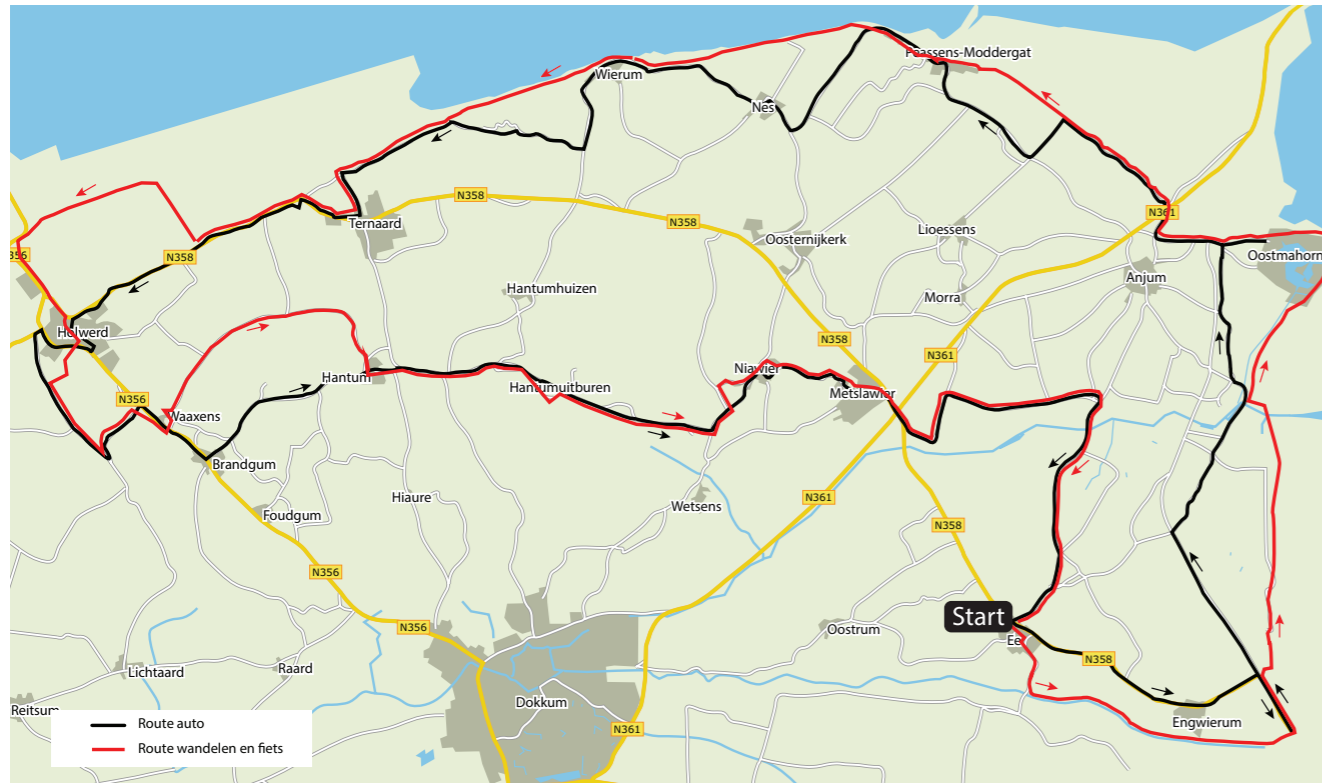 Paassens-Moddergat
Wierum
Nes
N358
N358
N361
Ternaard
Oosternijkerk
Lioessens
356
N358
Oostmahorn
Anjum
Hantumhuizen
Morra
Holwerd
N358
N361
Niawier
Hantum
Hantumuitburen
Metslawier
N356
Waaxens
Brandgum
Hiaure
Wetsens
N361
Foudgum
N358
N356
N356
Start
Oostrum
Ee
N358
Lichtaard
Raard
Dokkum
Reitsum
Engwierum
N361
Route auto
Route wandelen en fiets